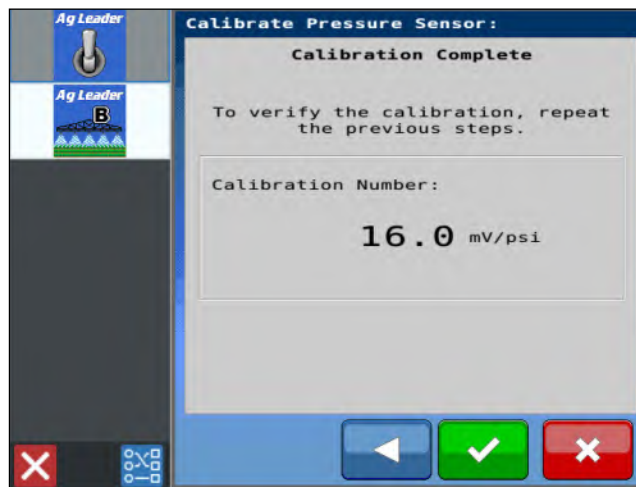 Ag Leader
Ag Leader
B
Calibrate Pressure Sensor:
Calibration Complete
To verify the calibration, repeat
the previous steps.
Calibration Number:
16.0 mV/psi